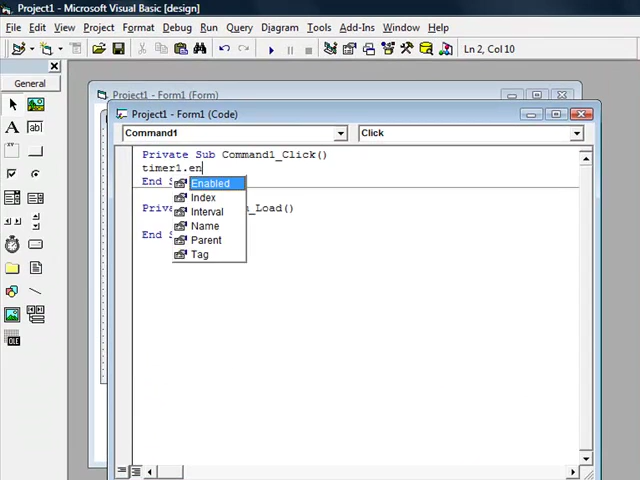 Project1 - Microsoft Visual Basic [design]
File Edit View Project Format Debug Run Query Diagram Tools Add-Ins Window Help
Ln 2, Col 10
General
Project1 - Form1 (Form)
Project1 - Form1 (Code)
Command1 Click
Private Sub Command1_Click()
timer1.en
End S
Enabled
Index
Interval
Name
Parent
Tag
Priva _Load()
End S
A ab|
OLE